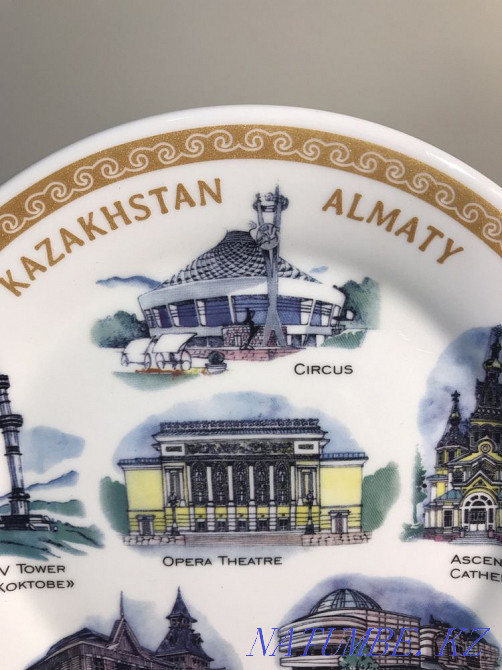 KAZAKHSTAN ALMATY
CIRCUS
OPERA THEATRE
V TOWER
KOKTOBE»
ASCEN
CATHE
NATUMBE.KZ